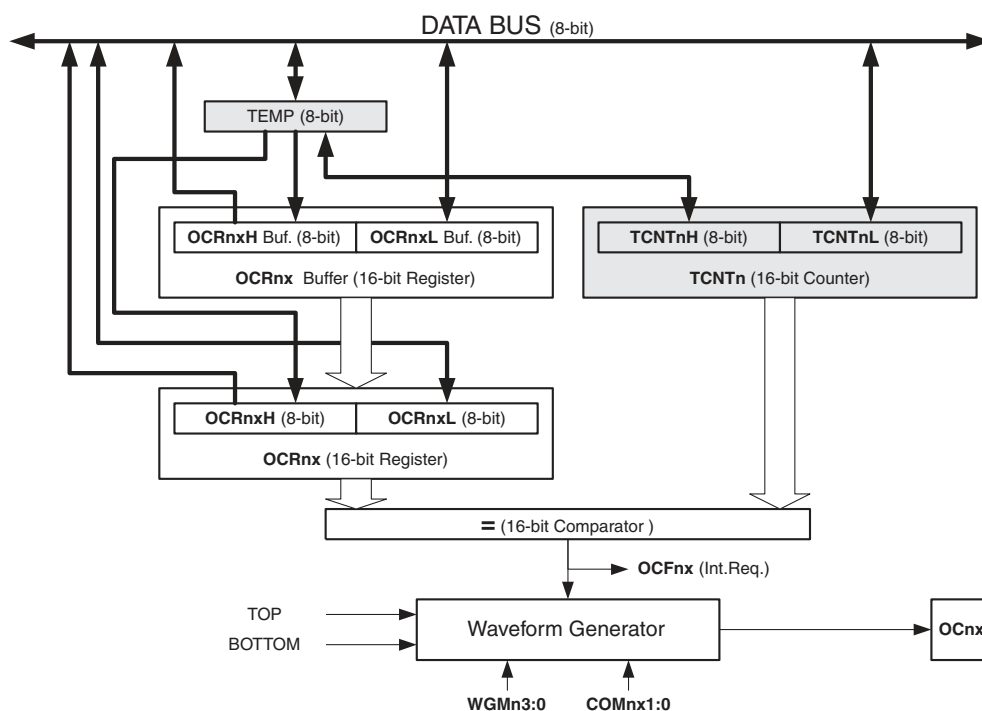 DATA BUS (8-bit)
TEMP (8-bit)
OCRnxH Buf. (8-bit) OCRnxL Buf. (8-bit)
OCRnx Buffer (16-bit Register)
TCNTnH (8-bit) TCNTnL (8-bit)
TCNTn (16-bit Counter)
OCRnxH (8-bit) OCRnxL (8-bit)
OCRnx (16-bit Register)
= (16-bit Comparator )
OCFnx (Int.Req.)
TOP
BOTTOM
Waveform Generator
OCnx
WGMn3:0 COMnx1:0